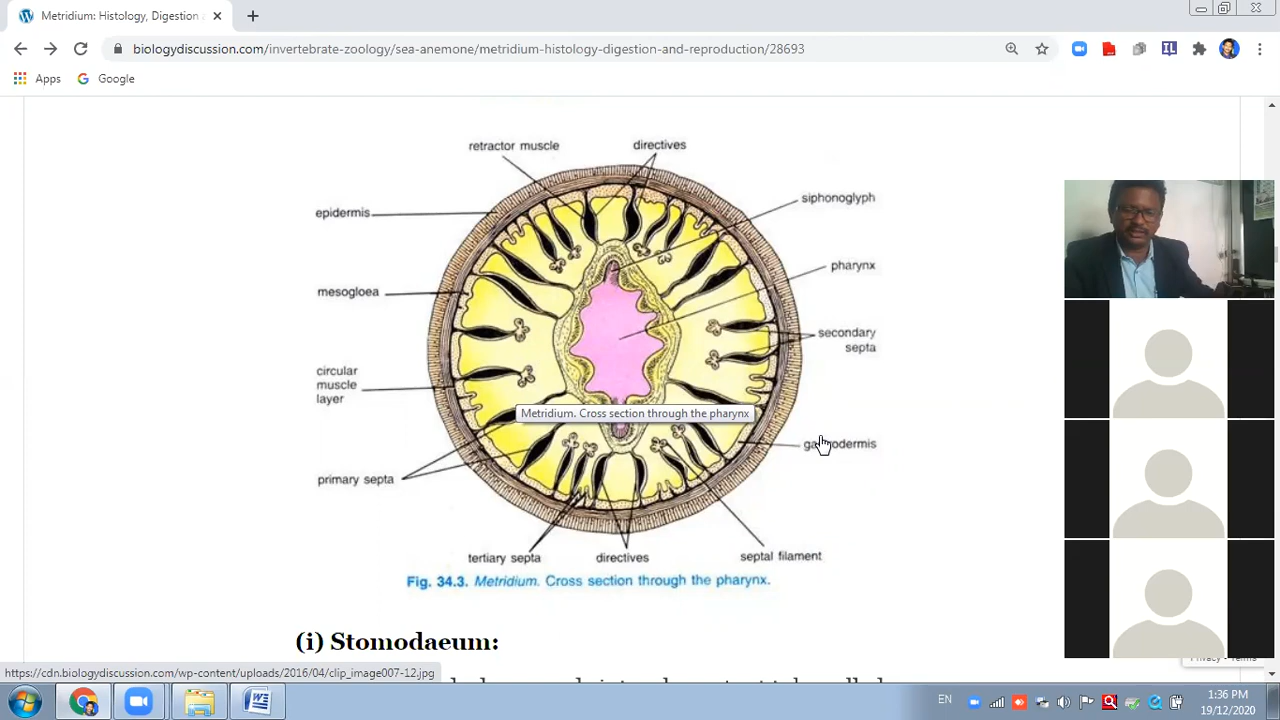 Metridium: Histology, Digestion a
biologydiscussion.com/invertebrate-zoology/sea-anemone/metridium-histology-digestion-and-reproduction/28693
Apps
Google
retractor muscle
directives
siphonoglyph
epidermis
pharynx
mesogloea
secondary
septa
circular
muscle
layer
Metridium. Cross section through the pharynx
primary septa
tertiary septa
directives
septal filament
Fig. 34.3. Metridium. Cross section through the pharynx.
(i) Stomodaeum:
Privacy - Terms
https://cdn.biologydiscussion.com/wp-content/uploads/2016/04/clip_image007-12.jpg
EN
1:36 PM
19/12/2020